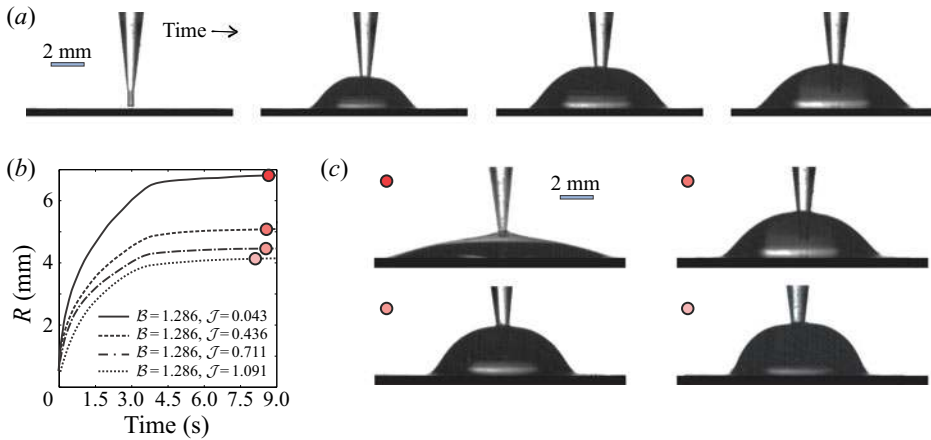 (a)
Time
2 mm
(b)
6
4
2
0
1.5
3.0
4.5
6.0
7.5
9.0
R (mm)
Time (s)
ℬ = 1.286, 𝒥 = 0.043
ℬ = 1.286, 𝒥 = 0.436
ℬ = 1.286, 𝒥 = 0.711
ℬ = 1.286, 𝒥 = 1.091
(c)
2 mm